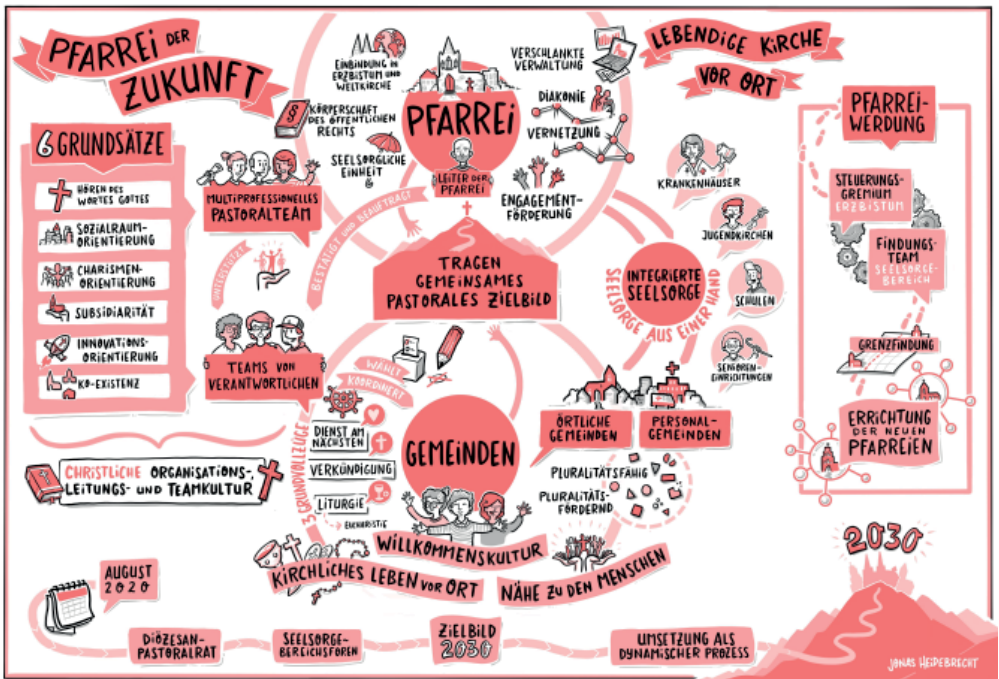 PFARREI DER
ZUKUNFT
LEBENDIGE KIRCHE
VOR ORT
6 GRUNDSÄTZE
HÖREN DES
WORTES GOTTES
SOZIALRAUM-
ORIENTIERUNG
CHARISMEN-
ORIENTIERUNG
SUBSIDIARITÄT
INNOVATIONS-
ORIENTIERUNG
KO-EXISTENZ
CHRISTLICHE ORGANISATIONS-,
LEITUNGS- UND TEAMKULTUR
EINBINDUNG IN
ERZBISTUM UND
WELTKIRCHE
§
KÖRPERSCHAFT
DES ÖFFENTLICHEN
RECHTS
SEELSORGLICHE
EINHEIT
PFARREI
LEITER DER
PFARREI
VERSCHLANKTE
VERWALTUNG
DIAKONIE
VERNETZUNG
ENGAGEMENT-
FÖRDERUNG
MULTIPROFESSIONELLES
PASTORALTEAM
UNTERSTÜTZT
BESTÄTIGT UND BEAUFTRAGT
TEAMS VON
VERANTWORTLICHEN
TRAGEN
GEMEINSAMES
PASTORALES ZIELBILD
WÄHLT
KOORDINIERT
3 GRUNDVOLLZÜGE
DIENST AM
NÄCHSTEN
VERKÜNDIGUNG
LITURGIE
EUCHARISTIE
GEMEINDEN
WILLKOMMENSKULTUR
KIRCHLICHES LEBEN VOR ORT
NÄHE ZU DEN MENSCHEN
INTEGRIERTE
SEELSORGE
SEELSORGE AUS EINER HAND
KRANKENHÄUSER
JUGENDKIRCHEN
SCHULEN
SENIOREN-
EINRICHTUNGEN
ÖRTLICHE
GEMEINDEN
PERSONAL-
GEMEINDEN
PLURALITÄTSFÄHIG
PLURALITÄTS-
FÖRDERND
PFARREI-
WERDUNG
STEUERUNGS-
GREMIUM
ERZBISTUM
FINDUNGS-
TEAM
SEELSORGE-
BEREICH
GRENZFINDUNG
ERRICHTUNG
DER NEUEN
PFARREIEN
AUGUST
2020
DIÖZESAN-
PASTORALRAT
SEELSORGE-
BEREICHSFOREN
ZIELBILD
2030
UMSETZUNG ALS
DYNAMISCHER PROZESS
2030
JONAS HEIDEBRECHT